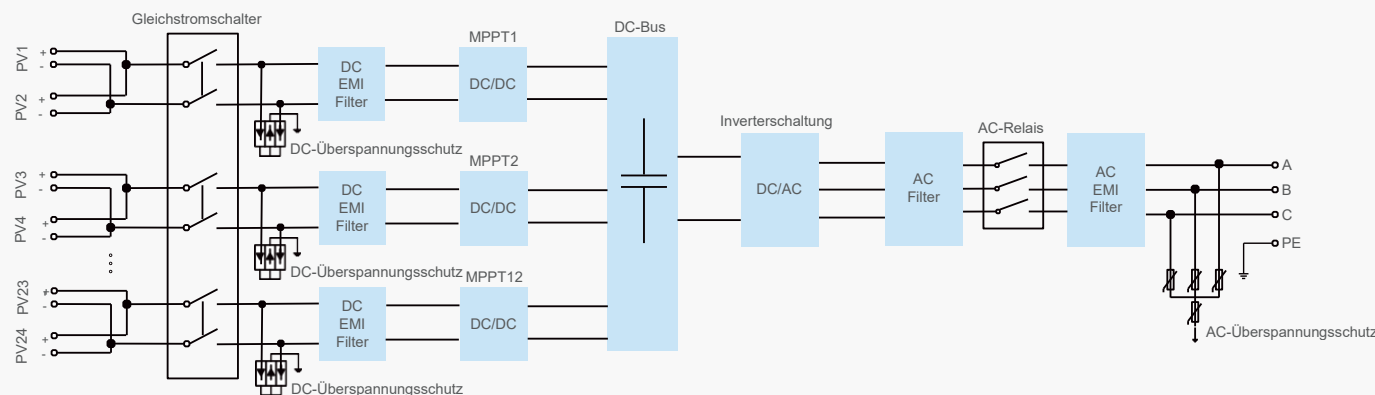 Gleichstromschalter
PV1
+
-
PV2
+
-
DC
EMI
Filter
MPPT1
DC/DC
DC-Überspannungsschutz
PV3
+
-
PV4
+
-
DC
EMI
Filter
MPPT2
DC/DC
DC-Überspannungsschutz
PV23
+
-
PV24
+
-
DC
EMI
Filter
MPPT12
DC/DC
DC-Überspannungsschutz
DC-Bus
Inverterschaltung
DC/AC
AC
Filter
AC-Relais
AC
EMI
Filter
A
B
C
PE
AC-Überspannungsschutz